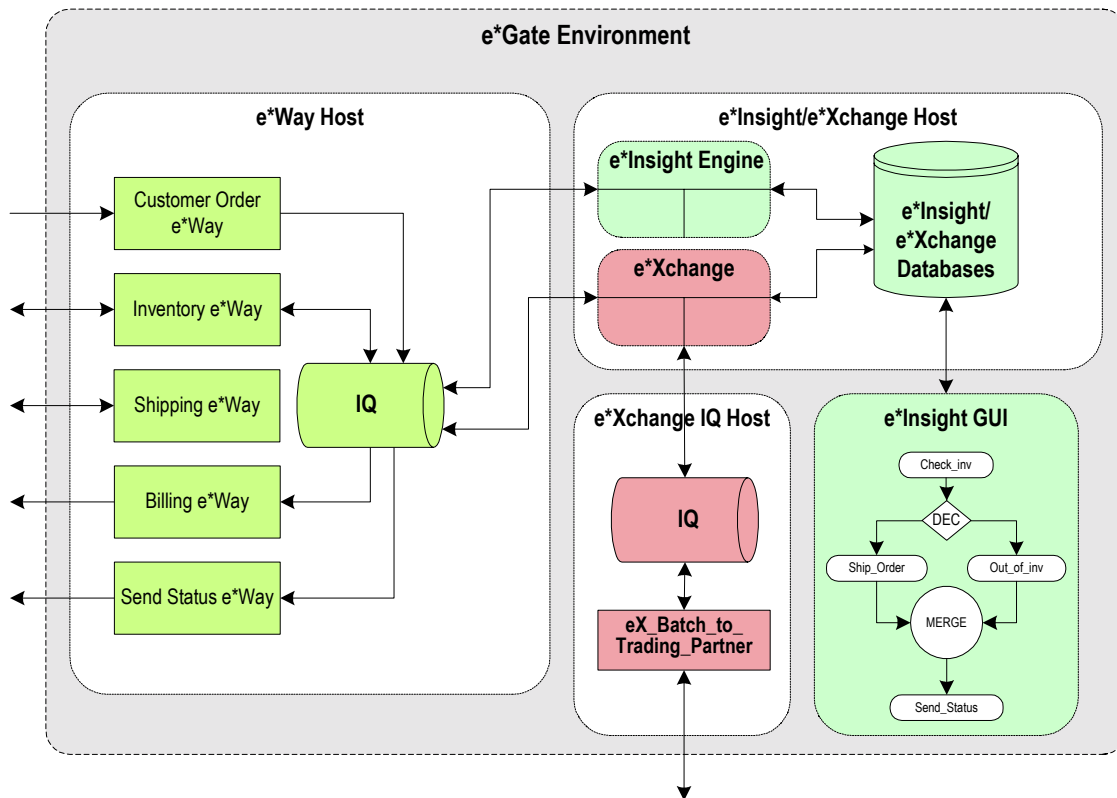 e*Gate Environment
e*Way Host
Customer Order
e*Way
Inventory e*Way
Shipping e*Way
Billing e*Way
Send Status e*Way
IQ
e*Insight/e*Xchange Host
e*Insight Engine
e*Xchange
e*Insight/
e*Xchange
Databases
e*Xchange IQ Host
IQ
eX_Batch_to_
Trading_Partner
e*Insight GUI
Check_inv
DEC
Ship_Order
Out_of_inv
MERGE
Send_Status